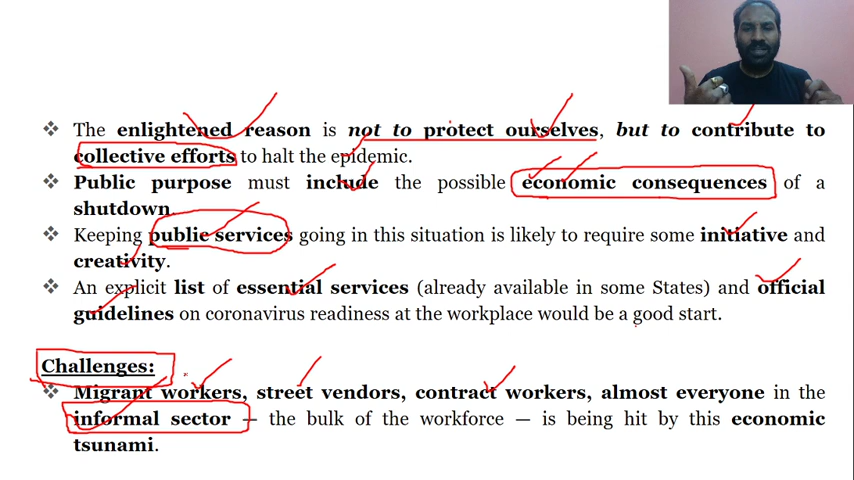 ❖ The enlightened reason is not to protect ourselves, but to contribute to
collective efforts to halt the epidemic.
❖ Public purpose must include the possible economic consequences of a
shutdown.
❖ Keeping public services going in this situation is likely to require some initiative and
creativity.
❖ An explicit list of essential services (already available in some States) and official
guidelines on coronavirus readiness at the workplace would be a good start.
Challenges:
❖ Migrant workers, street vendors, contract workers, almost everyone in the
informal sector — the bulk of the workforce — is being hit by this economic
tsunami.